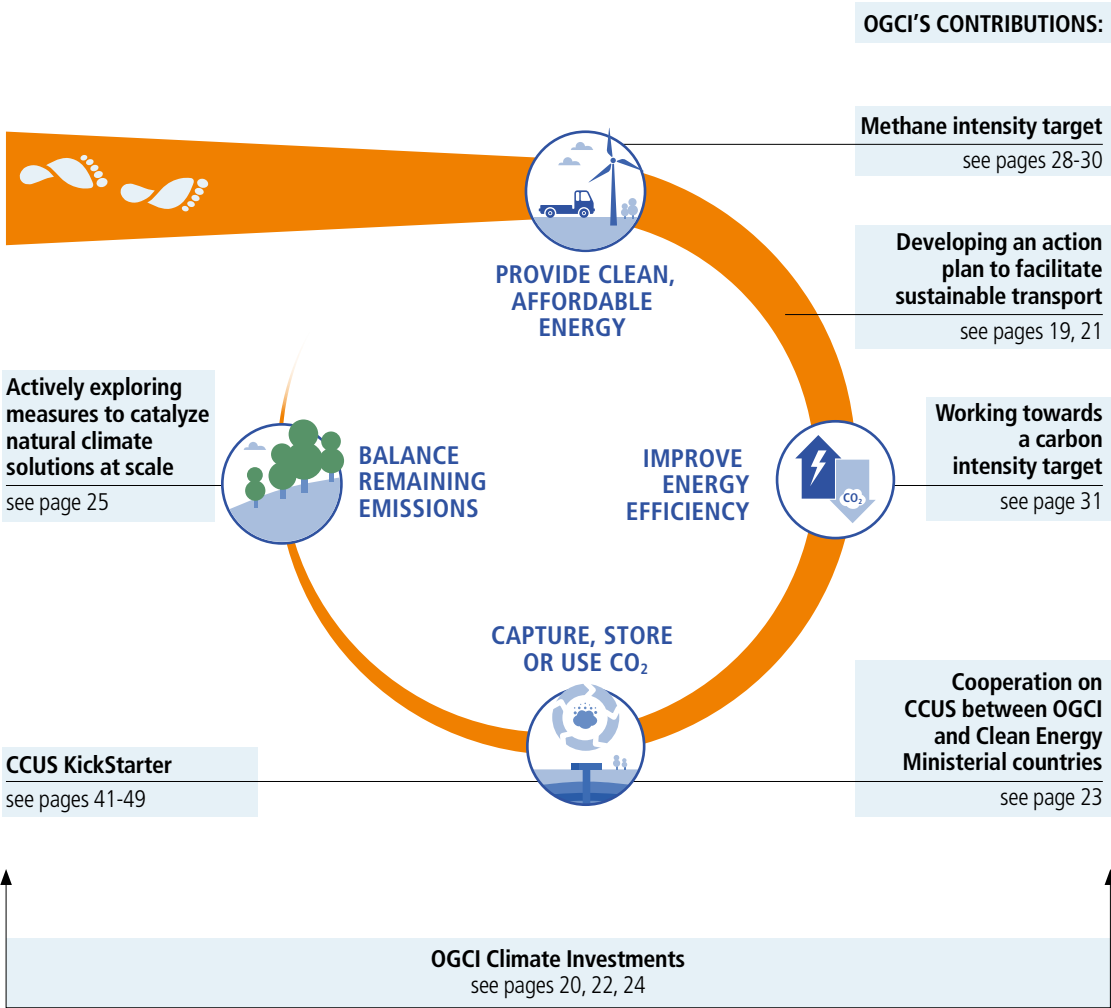 OGCI'S CONTRIBUTIONS:
Methane intensity target
see pages 28-30
PROVIDE CLEAN,
AFFORDABLE
ENERGY
Developing an action
plan to facilitate
sustainable transport
see pages 19, 21
Actively exploring
measures to catalyze
natural climate
solutions at scale
see page 25
BALANCE
REMAINING
EMISSIONS
IMPROVE
ENERGY
EFFICIENCY
CO₂
Working towards
a carbon
intensity target
see page 31
CAPTURE, STORE
OR USE CO₂
Cooperation on
CCUS between OGCI
and Clean Energy
Ministerial countries
see page 23
CCUS KickStarter
see pages 41-49
OGCI Climate Investments
see pages 20, 22, 24